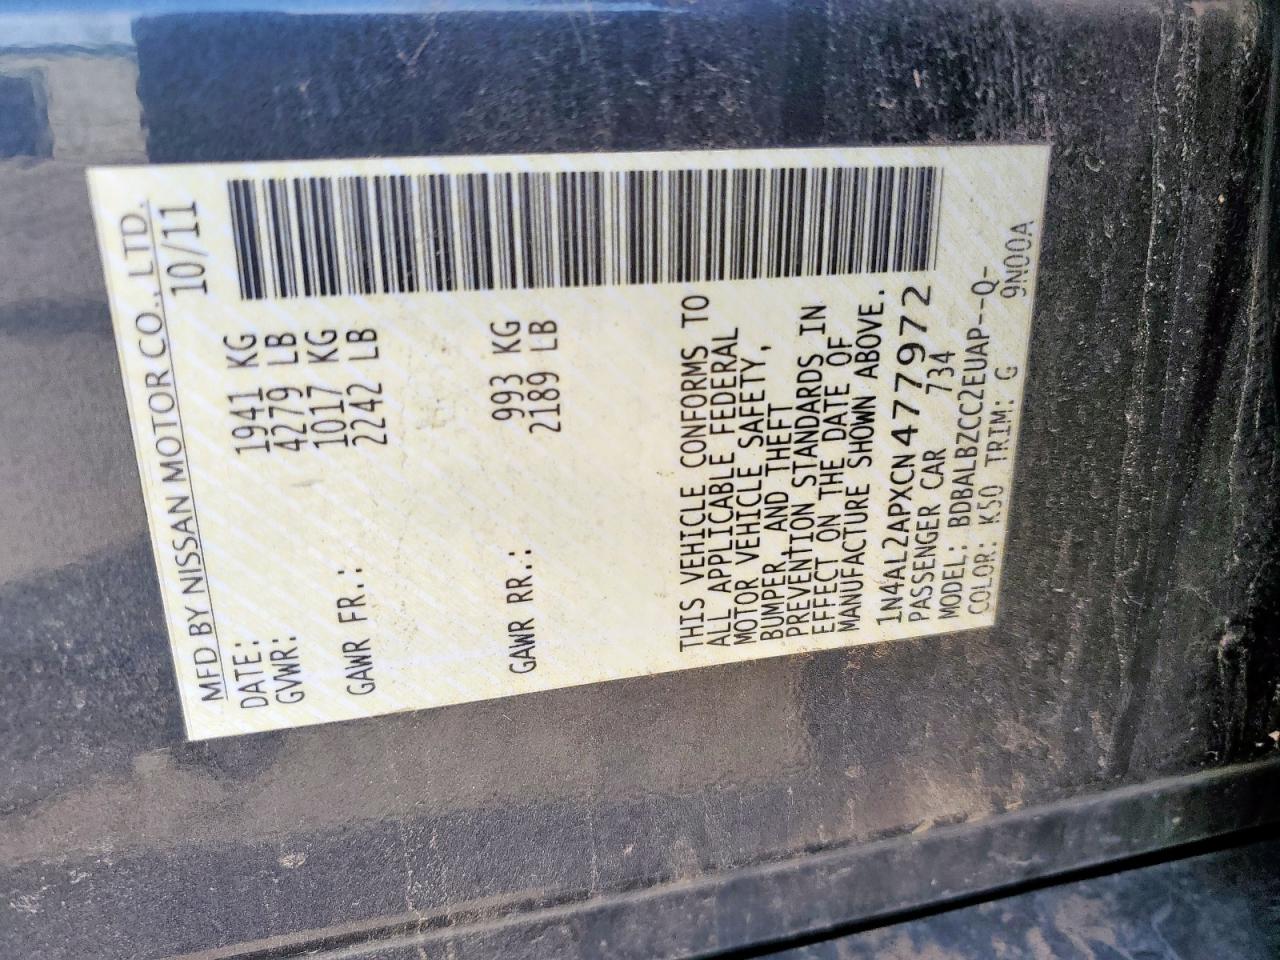 MFD BY NISSAN MOTOR CO., LTD.
DATE: 10/11
GVWR: 1941 KG
4279 LB
GAWR FR.: 1017 KG
2242 LB
GAWR RR.: 993 KG
2189 LB
THIS VEHICLE CONFORMS TO
ALL APPLICABLE FEDERAL
MOTOR VEHICLE SAFETY,
BUMPER, AND THEFT
PREVENTION STANDARDS IN
EFFECT ON THE DATE OF
MANUFACTURE SHOWN ABOVE.
1N4AL2APXCN477972
PASSENGER CAR 734
MODEL: BDBALBZCC2EUAP--Q-
COLOR: K50 TRIM: G 9N00A